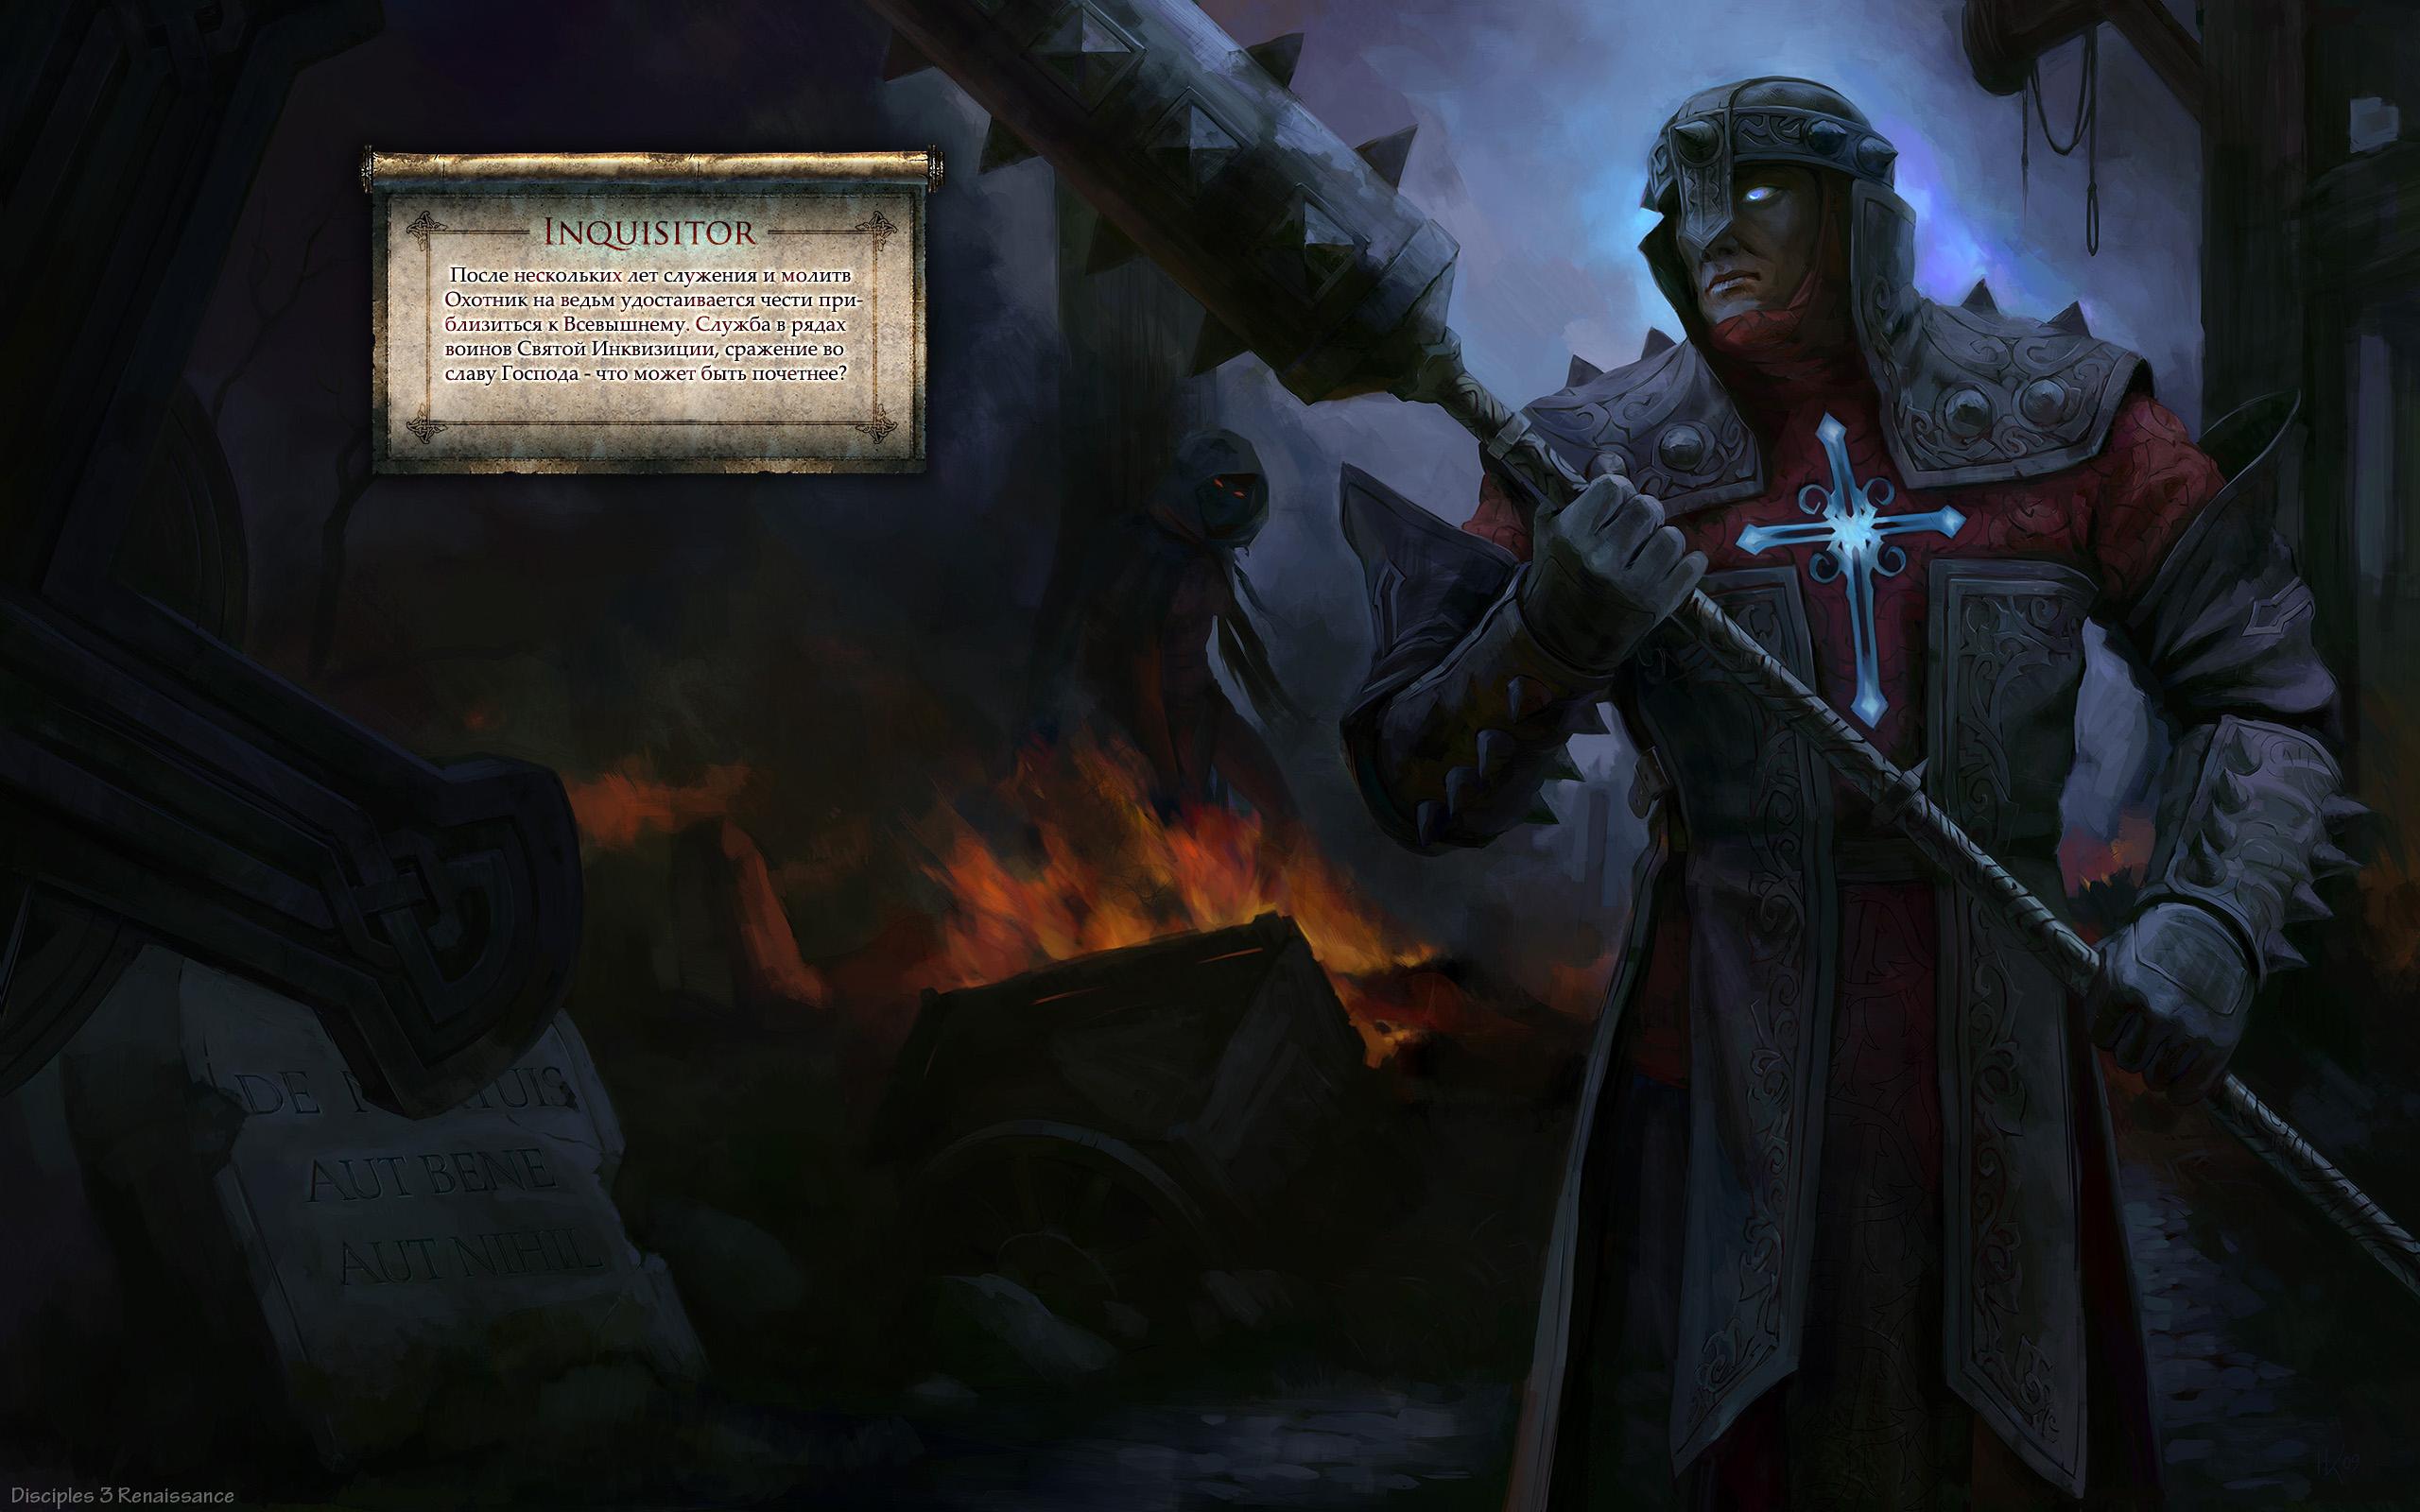 INQUISITOR
После нескольких лет служения и молитв
Охотник на ведьм удостаивается чести при-
близиться к Всевышнему. Служба в рядах
воинов Святой Инквизиции, сражение во
славу Господа - что может быть почетнее?
DE
AUT BENE
AUT NIHIL
Disciples 3 Renaissance